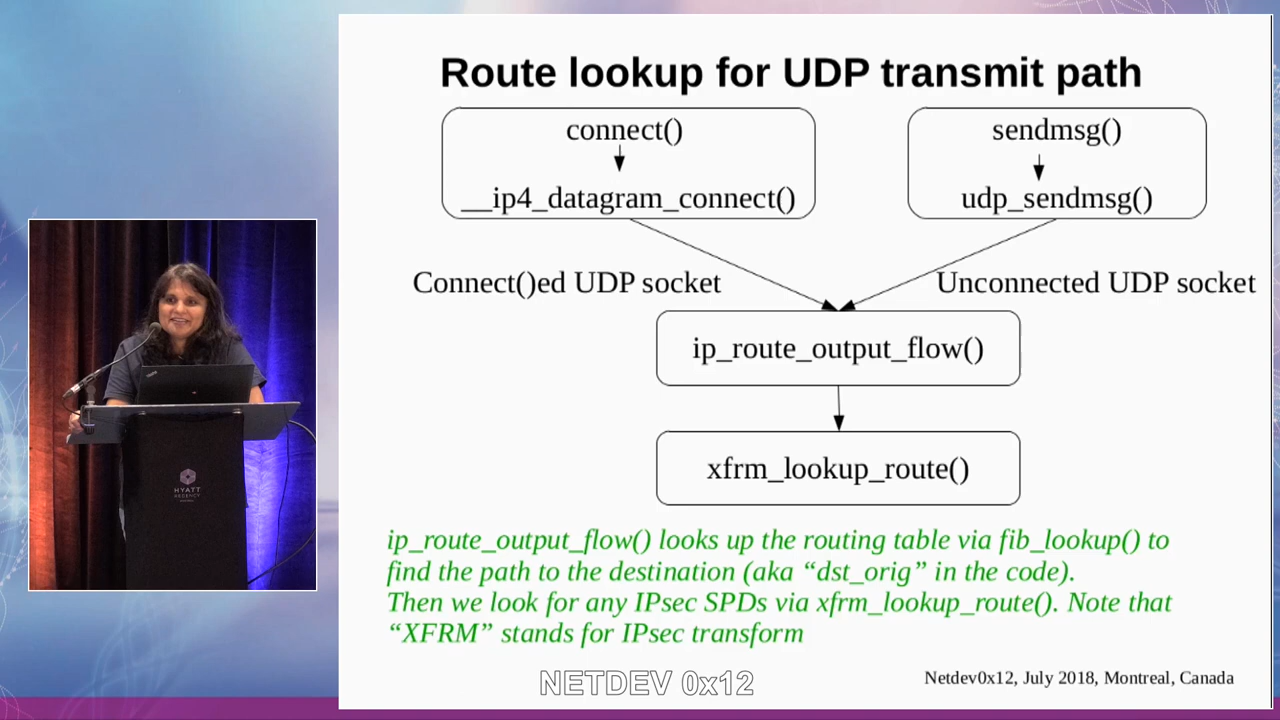 Route lookup for UDP transmit path
connect()
__ip4_datagram_connect()
sendmsg()
udp_sendmsg()
Connect()ed UDP socket
Unconnected UDP socket
ip_route_output_flow()
xfrm_lookup_route()
ip_route_output_flow() looks up the routing table via fib_lookup() to
find the path to the destination (aka “dst_orig” in the code).
Then we look for any IPsec SPDs via xfrm_lookup_route(). Note that
“XFRM” stands for IPsec transform
NETDEV 0x12
Netdev0x12, July 2018, Montreal, Canada
HYATT
REGENCY